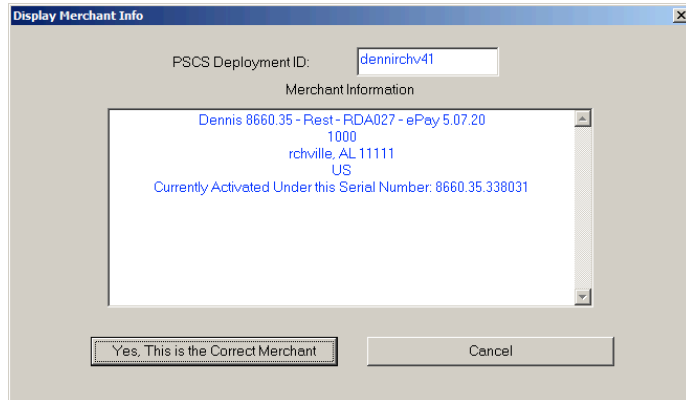 Display Merchant Info
PSCS Deployment ID: dennirchv41
Merchant Information
Dennis 8660.35 - Rest - RDA027 - ePay 5.07.20
1000
rchville, AL 11111
US
Currently Activated Under this Serial Number: 8660.35.338031
Yes, This is the Correct Merchant Cancel